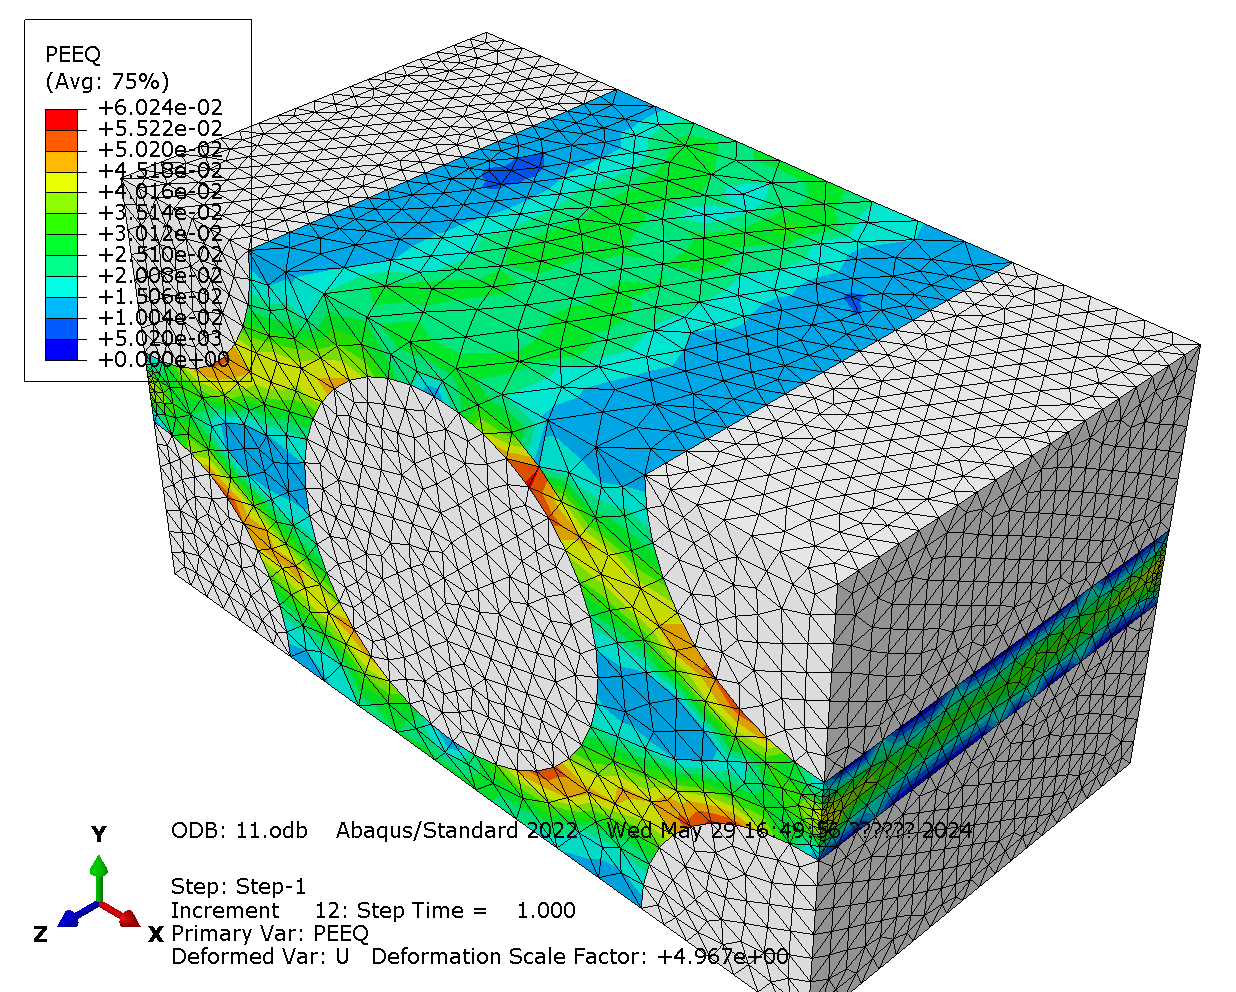 PEEQ
(Avg: 75%)
+6.024e-02
+5.522e-02
+5.020e-02
+4.518e-02
+4.016e-02
+3.514e-02
+3.012e-02
+2.510e-02
+2.008e-02
+1.506e-02
+1.004e-02
+5.020e-03
+0.000e+00
ODB: 11.odb Abaqus/Standard 2022 Wed May 29 16:49:56 ?????? 2024
Y
Z
X
Step: Step-1
Increment 12: Step Time = 1.000
Primary Var: PEEQ
Deformed Var: U Deformation Scale Factor: +4.967e+00